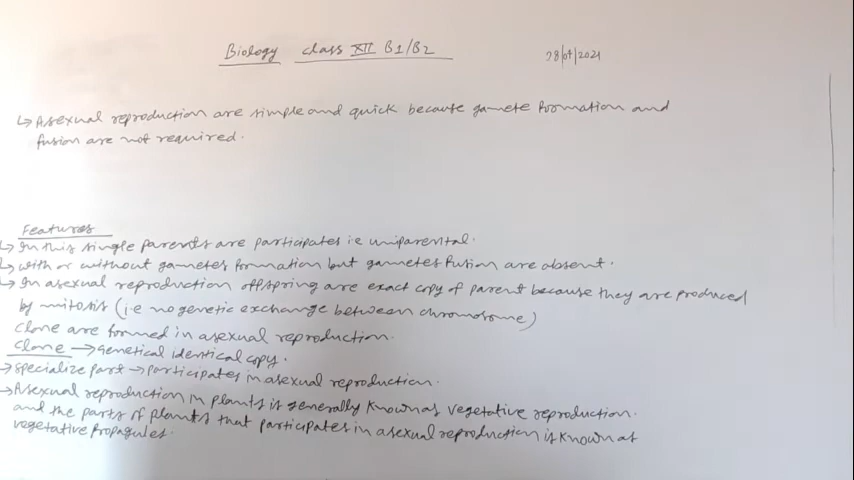 Biology class XII B1/B2 28/04/2021
↳ Asexual reproduction are simple and quick because gamete formation and
fusion are not required.
Features
↳ In this single parents are participates i.e uniparental.
↳ with or without gametes formation but gametes fusion are absent.
↳ In asexual reproduction offspring are exact copy of parent because they are produced
by mitosis (i.e no genetic exchange between chromosome)
Clone are formed in asexual reproduction.
Clone → Genetical identical copy.
→ Specialize part → participates in asexual reproduction.
→ Asexual reproduction in plants is generally known as vegetative reproduction.
and the parts of plants that participates in asexual reproduction is known as
vegetative propagules.